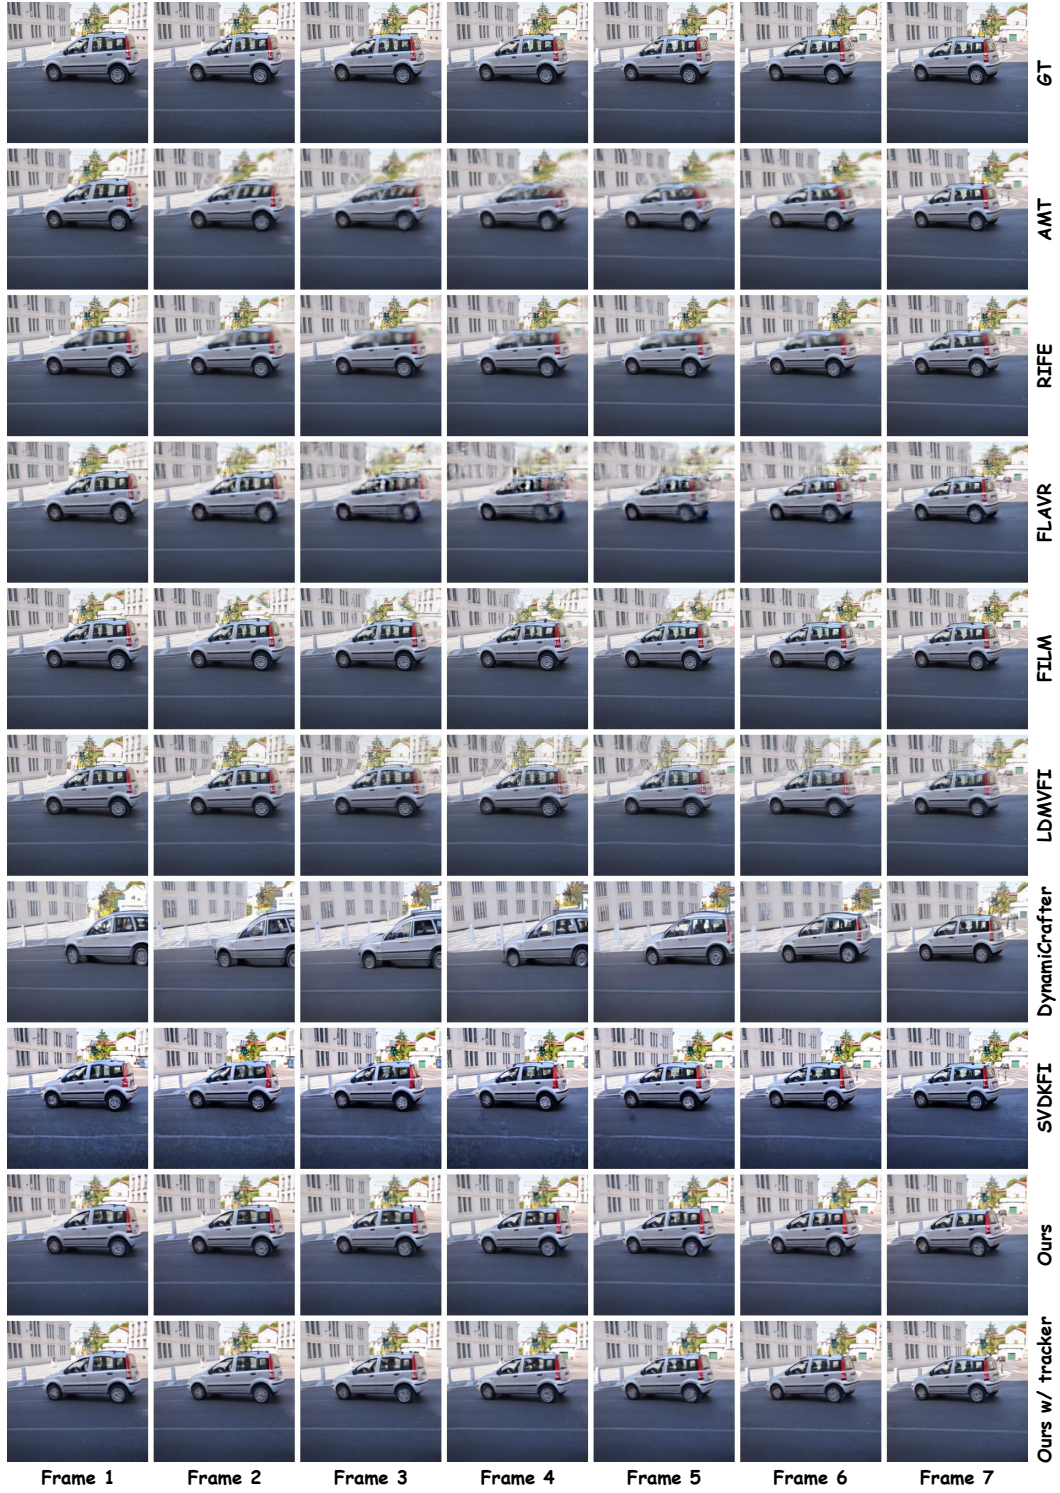 GT
AMT
RIFE
FLAVR
FILM
LDMVFI
DynamiCrafter
SVDKFI
Ours
Ours w/ tracker
Frame 1 Frame 2 Frame 3 Frame 4 Frame 5 Frame 6 Frame 7